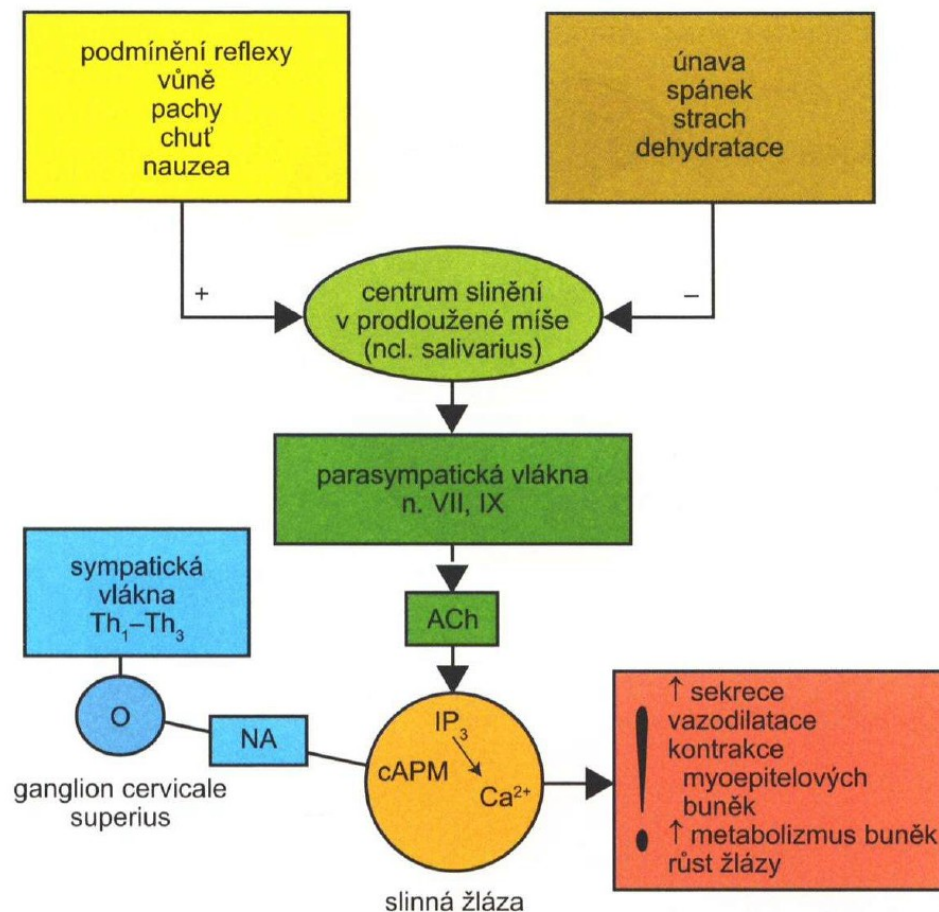 podmínění reflexy
vůně
pachy
chuť
nauzea
únava
spánek
strach
dehydratace
+
–
centrum slinění
v prodloužené míše
(ncl. salivarius)
parasympatická vlákna
n. VII, IX
sympatická
vlákna
Th₁–Th₃
ACh
O
NA
ganglion cervicale
superius
IP₃
cAPM
Ca²⁺
slinná žláza
↑ sekrece
vazodilatace
kontrakce
myoepitelových
buněk
↑ metabolizmus buněk
růst žlázy
!